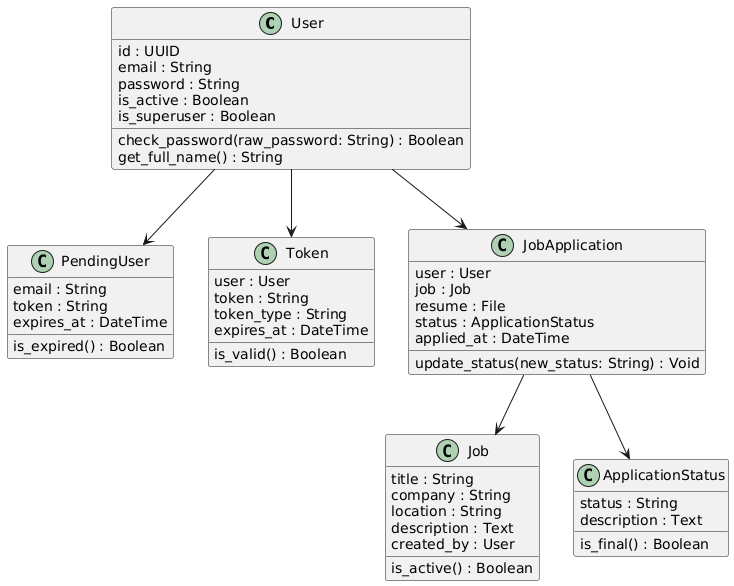 C User
id : UUID
email : String
password : String
is_active : Boolean
is_superuser : Boolean
check_password(raw_password: String) : Boolean
get_full_name() : String
C PendingUser
email : String
token : String
expires_at : DateTime
is_expired() : Boolean
C Token
user : User
token : String
token_type : String
expires_at : DateTime
is_valid() : Boolean
C JobApplication
user : User
job : Job
resume : File
status : ApplicationStatus
applied_at : DateTime
update_status(new_status: String) : Void
C Job
title : String
company : String
location : String
description : Text
created_by : User
is_active() : Boolean
C ApplicationStatus
status : String
description : Text
is_final() : Boolean